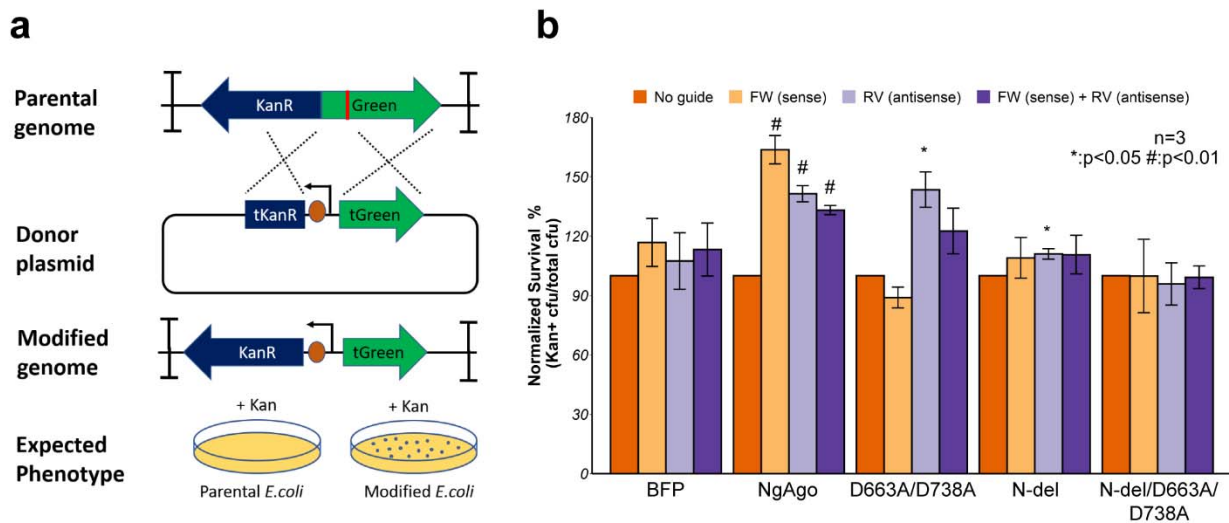 a
Parental
genome
KanR
Green
Donor
plasmid
tKanR
tGreen
Modified
genome
KanR
tGreen
Expected
Phenotype
+ Kan
+ Kan
Parental E.coli
Modified E.coli
b
No guide
FW (sense)
RV (antisense)
FW (sense) + RV (antisense)
n=3
*:p<0.05 #:p<0.01
Normalized Survival %
(Kan+ cfu/total cfu)
180
150
120
90
60
30
0
#
#
#
*
*
BFP
NgAgo
D663A/D738A
N-del
N-del/D663A/
D738A